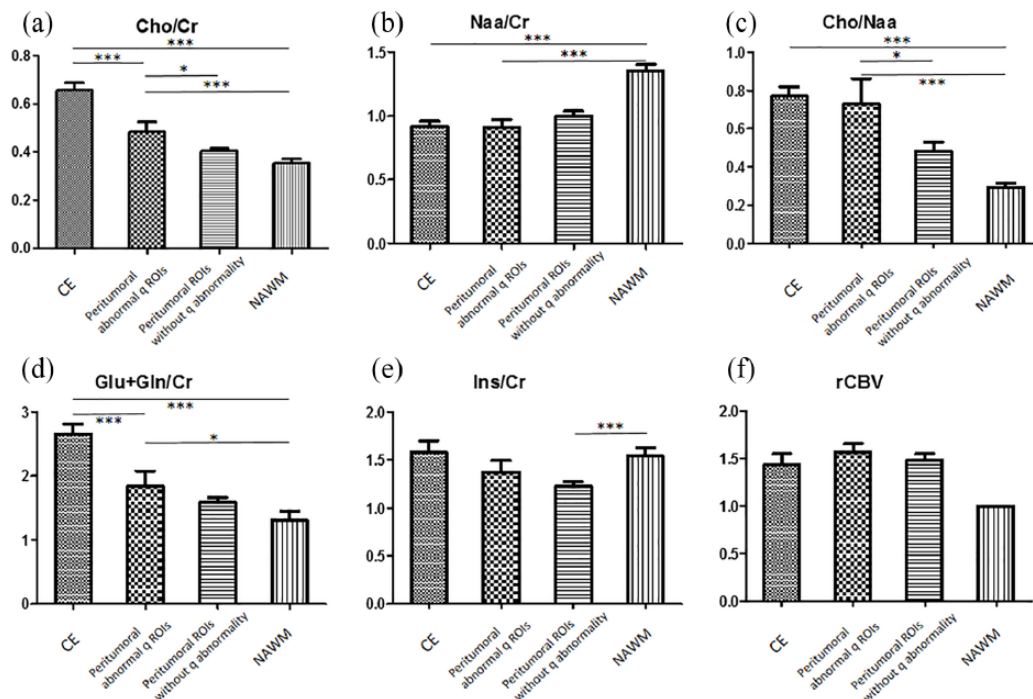 (a)
Cho/Cr
***
***
*
***
0.8
0.6
0.4
0.2
0.0
CE
Peritumoral
abnormal q ROIs
Peritumoral ROIs
without q abnormality
NAWM
(b)
Naa/Cr
***
***
1.5
1.0
0.5
0.0
CE
Peritumoral
abnormal q ROIs
Peritumoral ROIs
without q abnormality
NAWM
(c)
Cho/Naa
***
*
***
1.0
0.8
0.6
0.4
0.2
0.0
CE
Peritumoral
abnormal q ROIs
Peritumoral ROIs
without q abnormality
NAWM
(d)
Glu+Gln/Cr
***
***
*
3
2
1
0
CE
Peritumoral
abnormal q ROIs
Peritumoral ROIs
without q abnormality
NAWM
(e)
Ins/Cr
***
2.0
1.5
1.0
0.5
0.0
CE
Peritumoral
abnormal q ROIs
Peritumoral ROIs
without q abnormality
NAWM
(f)
rCBV
2.0
1.5
1.0
0.5
0.0
CE
Peritumoral
abnormal q ROIs
Peritumoral ROIs
without q abnormality
NAWM